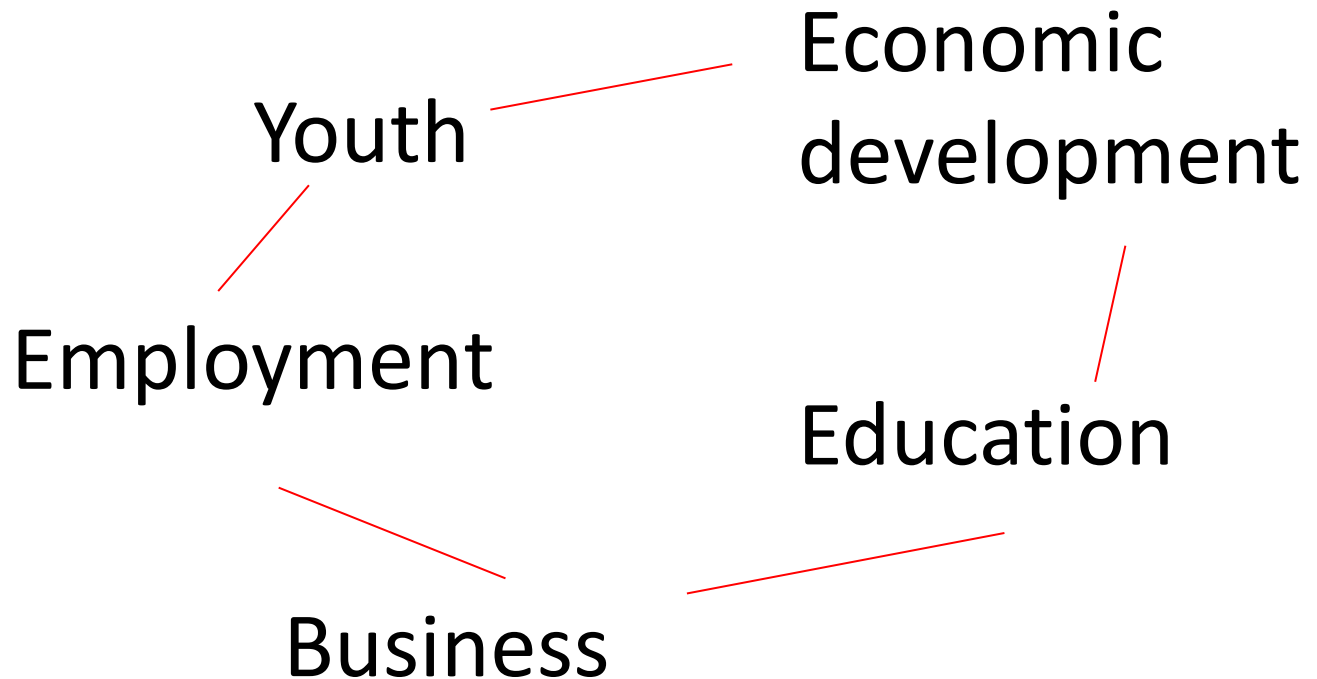 Economic
development
Youth
Employment
Education
Business